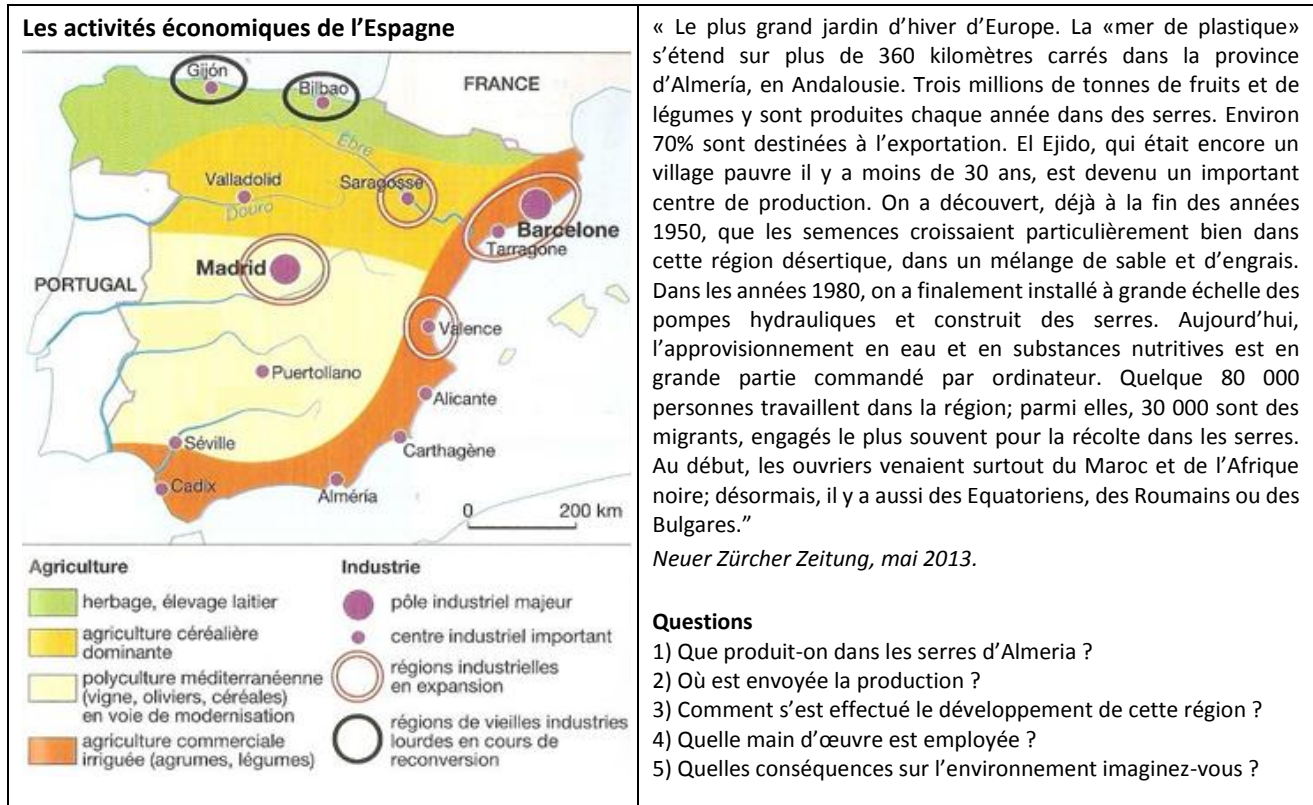 Les activités économiques de l’Espagne
Gijón
Bilbao
FRANCE
Èbre
Valladolid
Saragosse
Douro
Barcelone
Tarragone
Madrid
PORTUGAL
Valence
Puertollano
Alicante
Séville
Carthagène
Cadix
Alméría
0 200 km
Agriculture
herbage, élevage laitier
agriculture céréalière
dominante
polyculture méditerranéenne
(vigne, oliviers, céréales)
en voie de modernisation
agriculture commerciale
irriguée (agrumes, légumes)
Industrie
pôle industriel majeur
centre industriel important
régions industrielles
en expansion
régions de vieilles industries
lourdes en cours de
reconversion
« Le plus grand jardin d’hiver d’Europe. La «mer de plastique»
s’étend sur plus de 360 kilomètres carrés dans la province
d’Almería, en Andalousie. Trois millions de tonnes de fruits et de
légumes y sont produites chaque année dans des serres. Environ
70% sont destinées à l’exportation. El Ejido, qui était encore un
village pauvre il y a moins de 30 ans, est devenu un important
centre de production. On a découvert, déjà à la fin des années
1950, que les semences croissaient particulièrement bien dans
cette région désertique, dans un mélange de sable et d’engrais.
Dans les années 1980, on a finalement installé à grande échelle des
pompes hydrauliques et construit des serres. Aujourd’hui,
l’approvisionnement en eau et en substances nutritives est en
grande partie commandé par ordinateur. Quelque 80 000
personnes travaillent dans la région; parmi elles, 30 000 sont des
migrants, engagés le plus souvent pour la récolte dans les serres.
Au début, les ouvriers venaient surtout du Maroc et de l’Afrique
noire; désormais, il y a aussi des Equatoriens, des Roumains ou des
Bulgares.”
Neuer Zürcher Zeitung, mai 2013.
Questions
1) Que produit-on dans les serres d’Almeria ?
2) Où est envoyée la production ?
3) Comment s’est effectué le développement de cette région ?
4) Quelle main d’œuvre est employée ?
5) Quelles conséquences sur l’environnement imaginez-vous ?